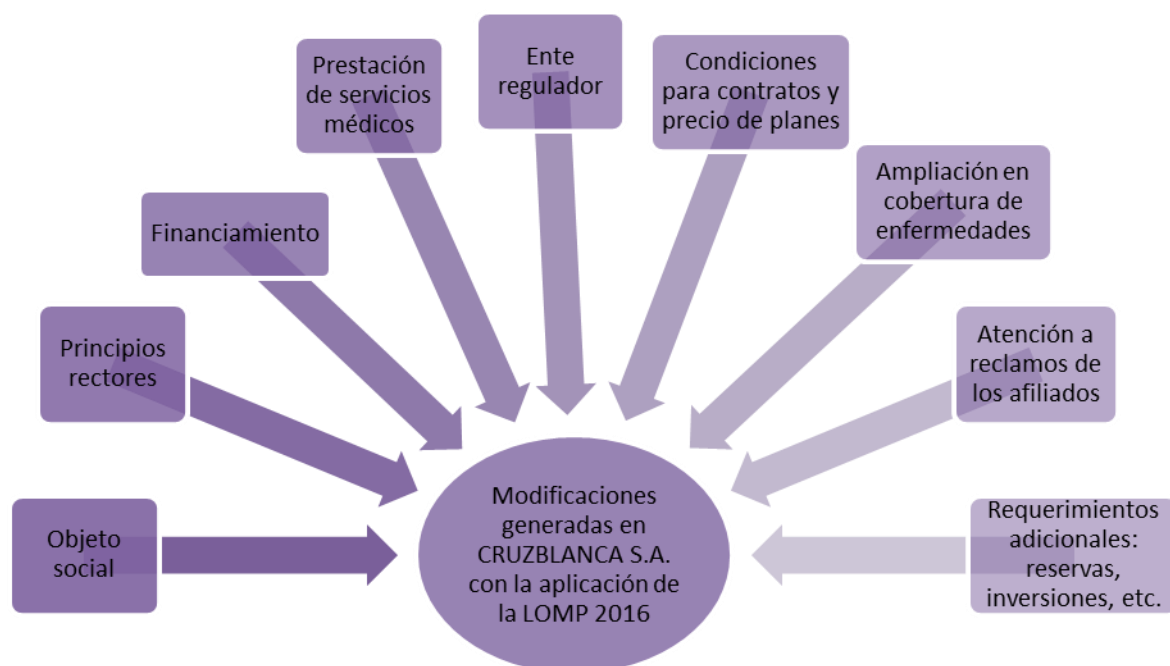 Objeto
social
Principios
rectores
Financiamiento
Prestación
de servicios
médicos
Ente
regulador
Condiciones
para contratos y
precio de planes
Ampliación en
cobertura de
enfermedades
Atención a
reclamos de
los afiliados
Requerimientos
adicionales:
reservas,
inversiones, etc.
Modificaciones
generadas en
CRUZBLANCA S.A.
con la aplicación de
la LOMP 2016